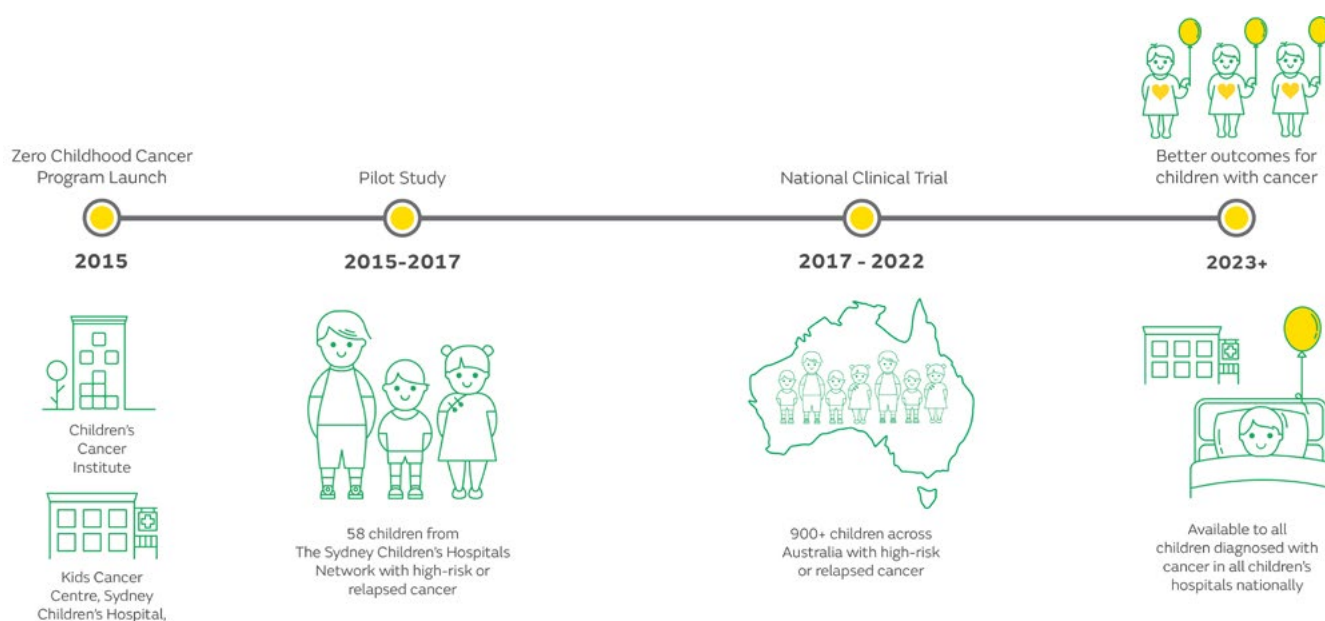 Zero Childhood Cancer
Program Launch
2015
Children's
Cancer
Institute
Kids Cancer
Centre, Sydney
Children's Hospital,
Pilot Study
2015-2017
58 children from
The Sydney Children's Hospitals
Network with high-risk or
relapsed cancer
National Clinical Trial
2017 - 2022
900+ children across
Australia with high-risk
or relapsed cancer
Better outcomes for
children with cancer
2023+
Available to all
children diagnosed with
cancer in all children's
hospitals nationally